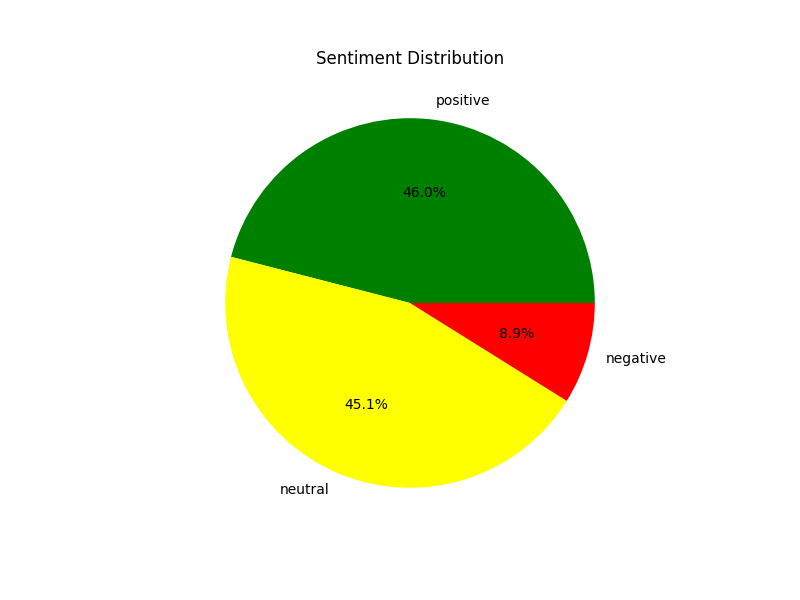 Sentiment Distribution
positive
46.0%
8.9%
negative
45.1%
neutral